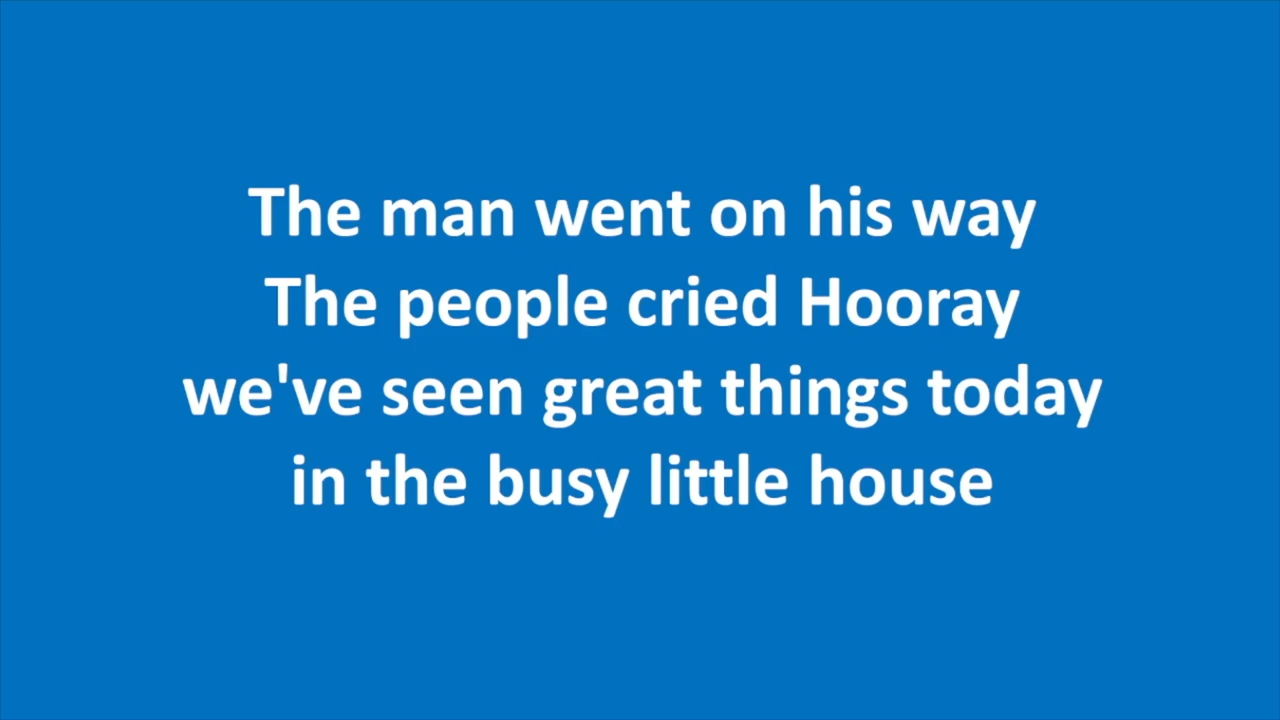 The man went on his way
The people cried Hooray
we've seen great things today
in the busy little house